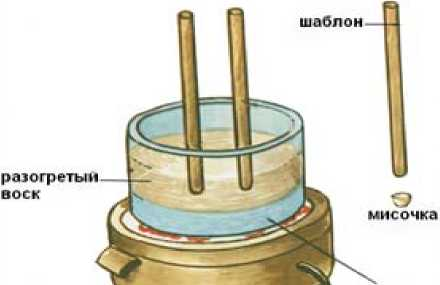 шаблон
разогретый
воск
мисочка